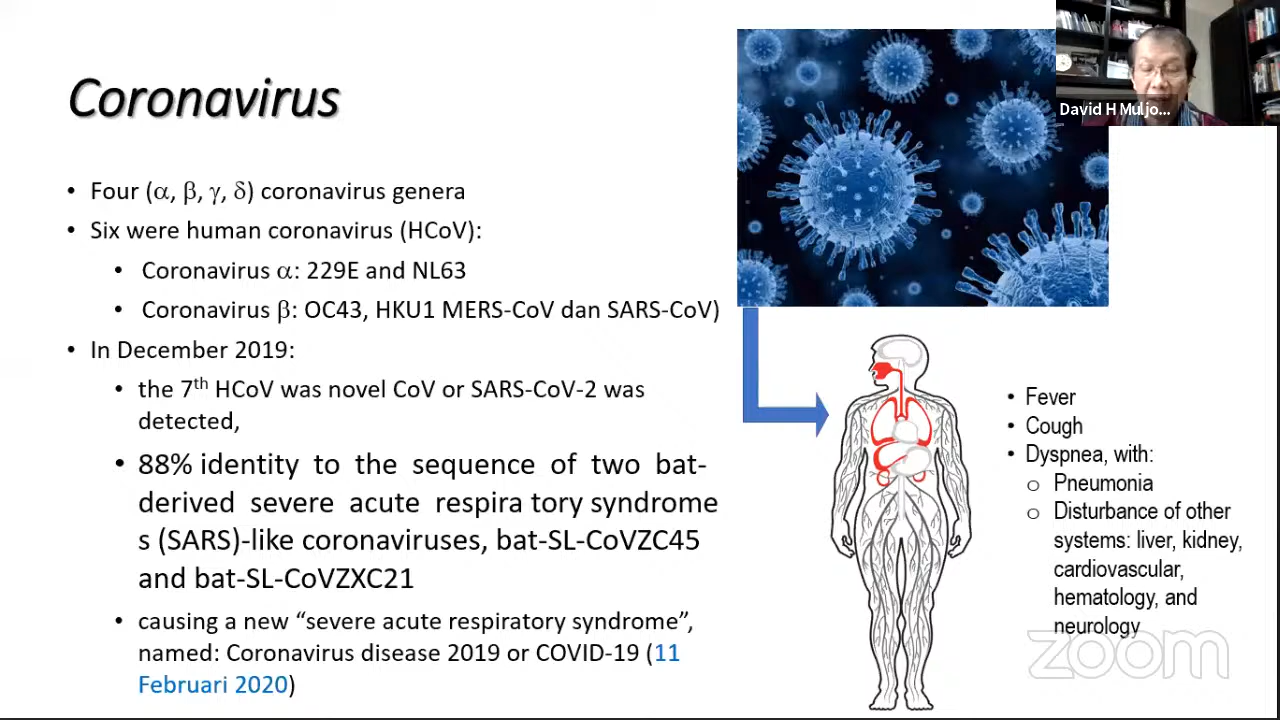 Coronavirus
• Four (α, β, γ, δ) coronavirus genera
• Six were human coronavirus (HCoV):
• Coronavirus α: 229E and NL63
• Coronavirus β: OC43, HKU1 MERS-CoV dan SARS-CoV)
• In December 2019:
• the 7th HCoV was novel CoV or SARS-CoV-2 was
detected,
• 88% identity to the sequence of two bat-
derived severe acute respira tory syndrome
s (SARS)-like coronaviruses, bat-SL-CoVZC45
and bat-SL-CoVZXC21
• causing a new “severe acute respiratory syndrome”,
named: Coronavirus disease 2019 or COVID-19 (11
Februari 2020)
David H Muljo...
• Fever
• Cough
• Dyspnea, with:
o Pneumonia
o Disturbance of other
systems: liver, kidney,
cardiovascular,
hematology, and
neurology
zoom